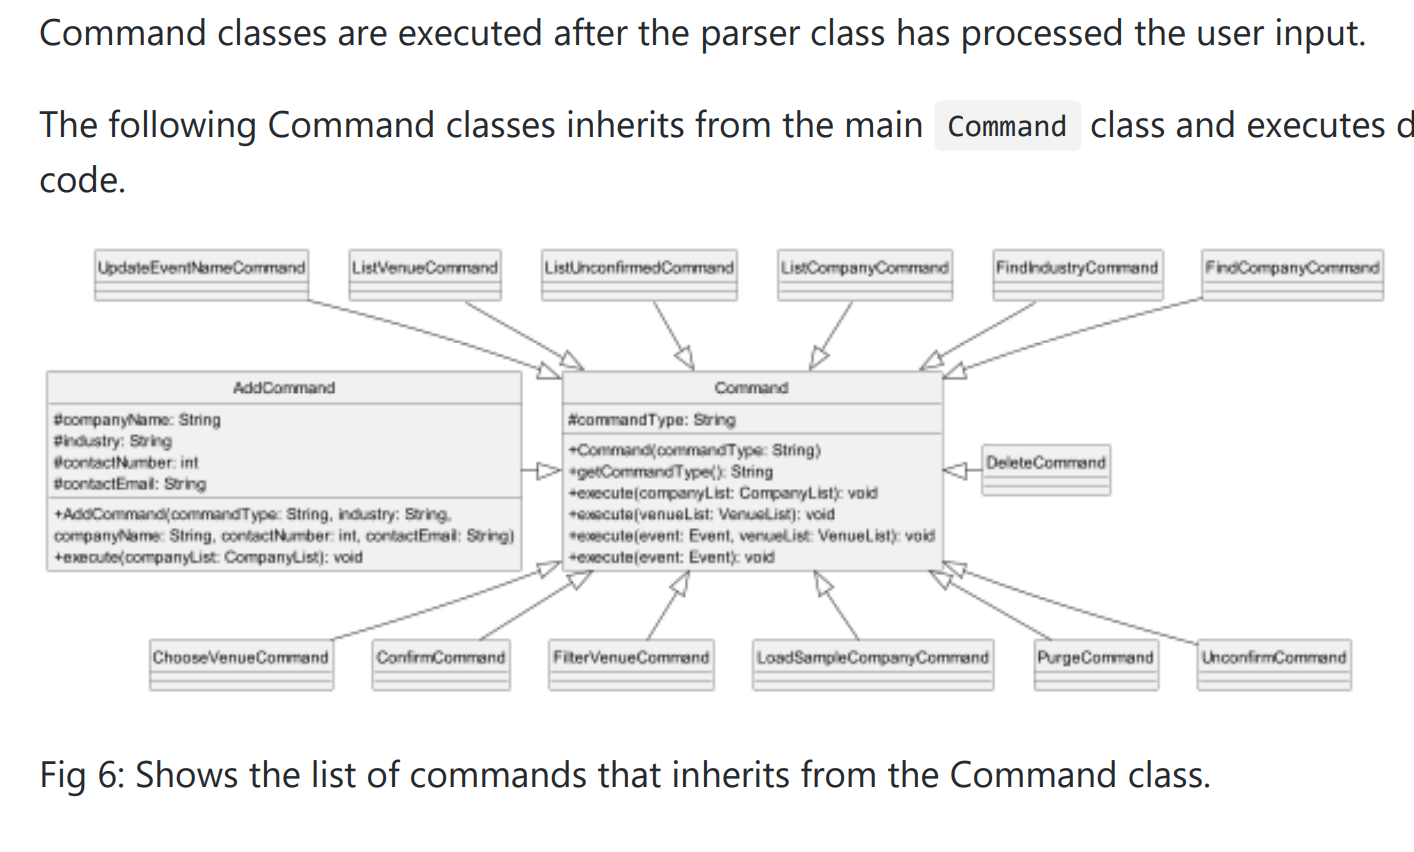 Command classes are executed after the parser class has processed the user input.
The following Command classes inherits from the main Command class and executes d
code.
UpdateEventNameCommand
ListVenueCommand
ListUnconfirmedCommand
ListCompanyCommand
FindIndustryCommand
FindCompanyCommand
AddCommand
#companyName: String
#industry: String
#contactNumber: int
#contactEmail: String
+AddCommand(commandType: String, industry: String,
companyName: String, contactNumber: int, contactEmail: String)
+execute(companyList: CompanyList): void
Command
#commandType: String
+Command(commandType: String)
+getCommandType(): String
+execute(companyList: CompanyList): void
+execute(venueList: VenueList): void
+execute(event: Event, venueList: VenueList): void
+execute(event: Event): void
DeleteCommand
ChooseVenueCommand
ConfirmCommand
FilterVenueCommand
LoadSampleCompanyCommand
PurgeCommand
UnconfirmCommand
Fig 6: Shows the list of commands that inherits from the Command class.